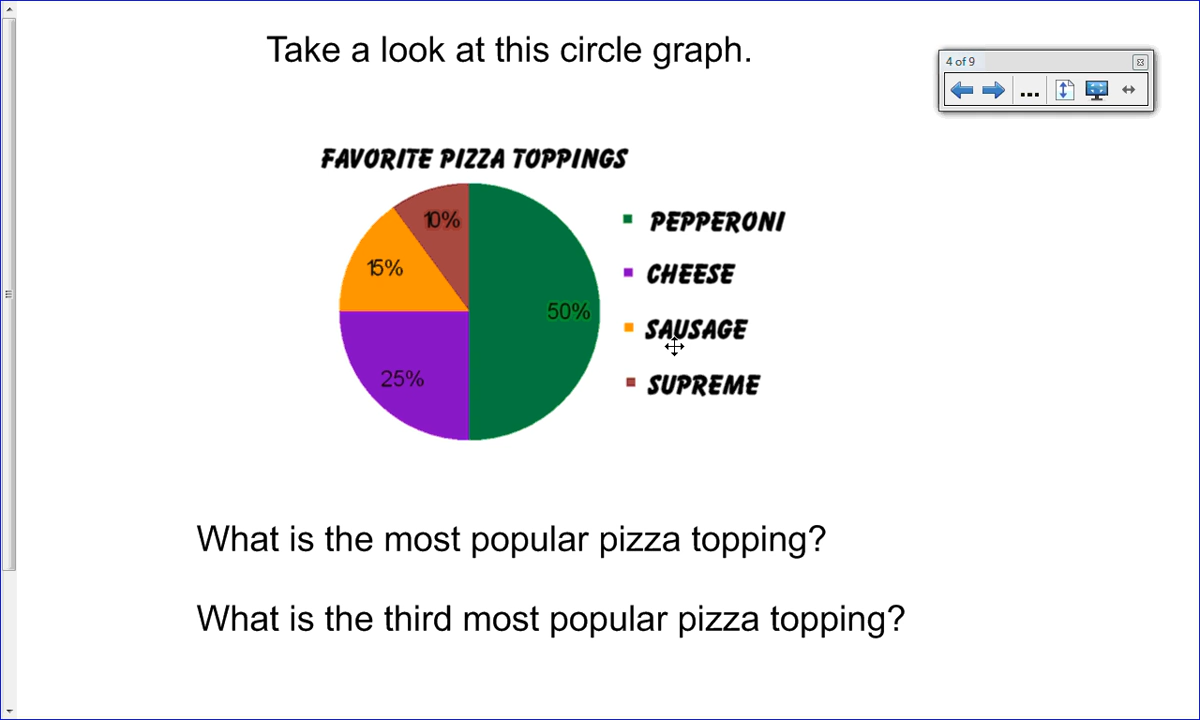 Take a look at this circle graph.
4 of 9
...
FAVORITE PIZZA TOPPINGS
10%
15%
50%
25%
PEPPERONI
CHEESE
SAUSAGE
SUPREME
What is the most popular pizza topping?
What is the third most popular pizza topping?